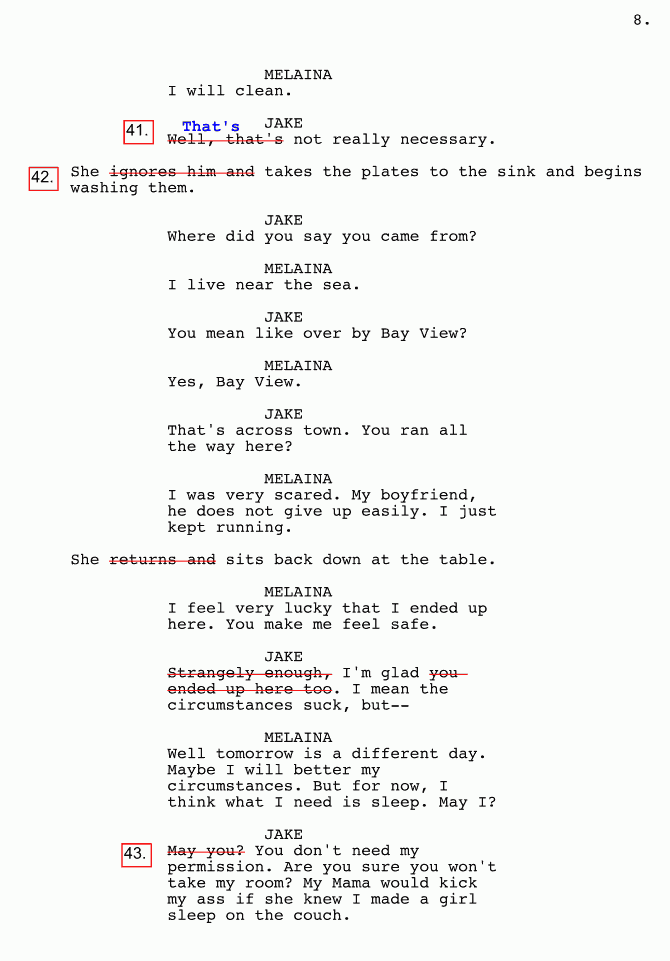 8.
MELAINA
I will clean.
41. That's JAKE
Well, that's not really necessary.
42. She ignores him and takes the plates to the sink and begins
washing them.
JAKE
Where did you say you came from?
MELAINA
I live near the sea.
JAKE
You mean like over by Bay View?
MELAINA
Yes, Bay View.
JAKE
That's across town. You ran all
the way here?
MELAINA
I was very scared. My boyfriend,
he does not give up easily. I just
kept running.
She returns and sits back down at the table.
MELAINA
I feel very lucky that I ended up
here. You make me feel safe.
JAKE
Strangely enough, I'm glad you
ended up here too. I mean the
circumstances suck, but--
MELAINA
Well tomorrow is a different day.
Maybe I will better my
circumstances. But for now, I
think what I need is sleep. May I?
JAKE
43. May you? You don't need my
permission. Are you sure you won't
take my room? My Mama would kick
my ass if she knew I made a girl
sleep on the couch.